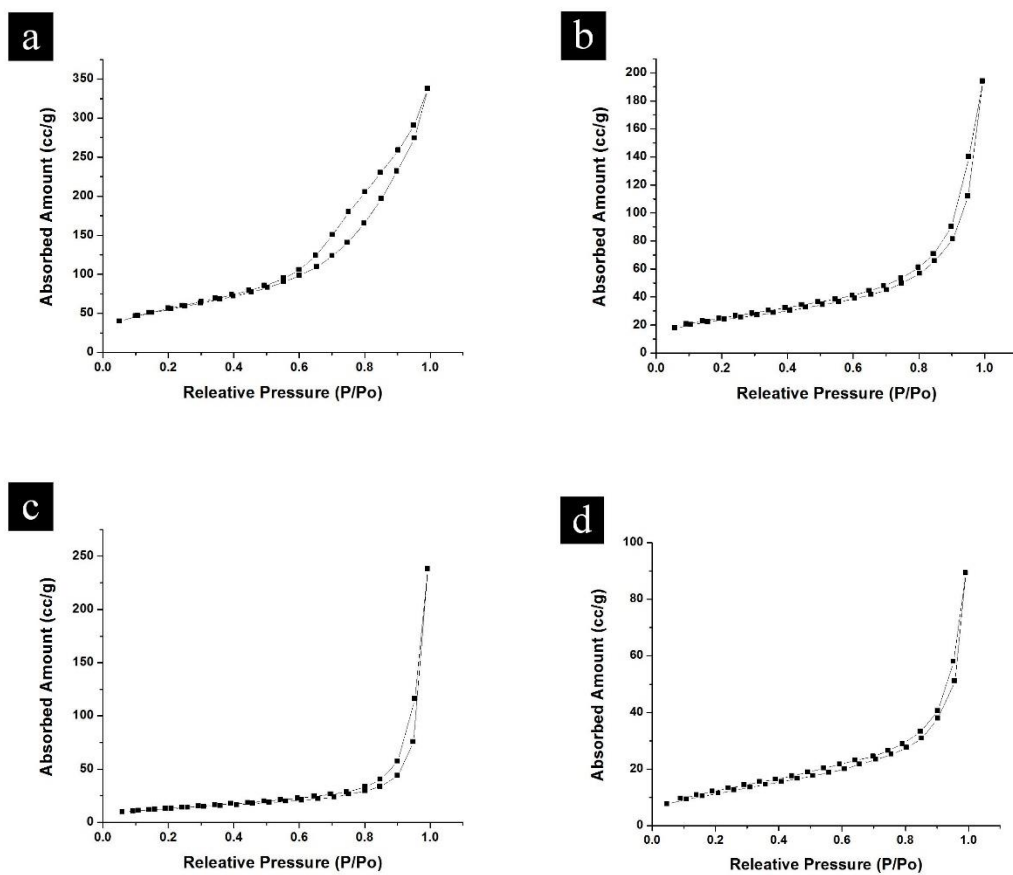 a
350
300
250
200
150
100
50
0
Absorbed Amount (cc/g)
0.0 0.2 0.4 0.6 0.8 1.0
Releative Pressure (P/Po)
b
200
180
160
140
120
100
80
60
40
20
0
Absorbed Amount (cc/g)
0.0 0.2 0.4 0.6 0.8 1.0
Releative Pressure (P/Po)
c
250
200
150
100
50
0
Absorbed Amount (cc/g)
0.0 0.2 0.4 0.6 0.8 1.0
Releative Pressure (P/Po)
d
100
80
60
40
20
0
Absorbed Amount (cc/g)
0.0 0.2 0.4 0.6 0.8 1.0
Releative Pressure (P/Po)